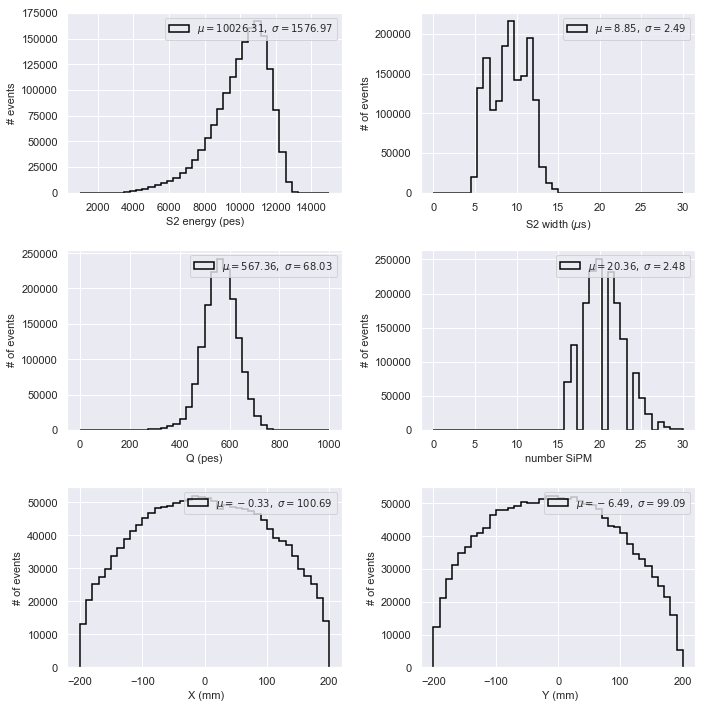 175000
150000
125000
100000
75000
50000
25000
0
# events
2000 4000 6000 8000 10000 12000 14000
S2 energy (pes)
μ = 10026.31, σ = 1576.97
200000
150000
100000
50000
0
# of events
0 5 10 15 20 25 30
S2 width (μs)
μ = 8.85, σ = 2.49
250000
200000
150000
100000
50000
0
# of events
0 200 400 600 800 1000
Q (pes)
μ = 567.36, σ = 68.03
250000
200000
150000
100000
50000
0
# of events
0 5 10 15 20 25 30
number SiPM
μ = 20.36, σ = 2.48
50000
40000
30000
20000
10000
0
# of events
−200 −100 0 100 200
X (mm)
μ = −0.33, σ = 100.69
50000
40000
30000
20000
10000
0
# of events
−200 −100 0 100 200
Y (mm)
μ = −6.49, σ = 99.09